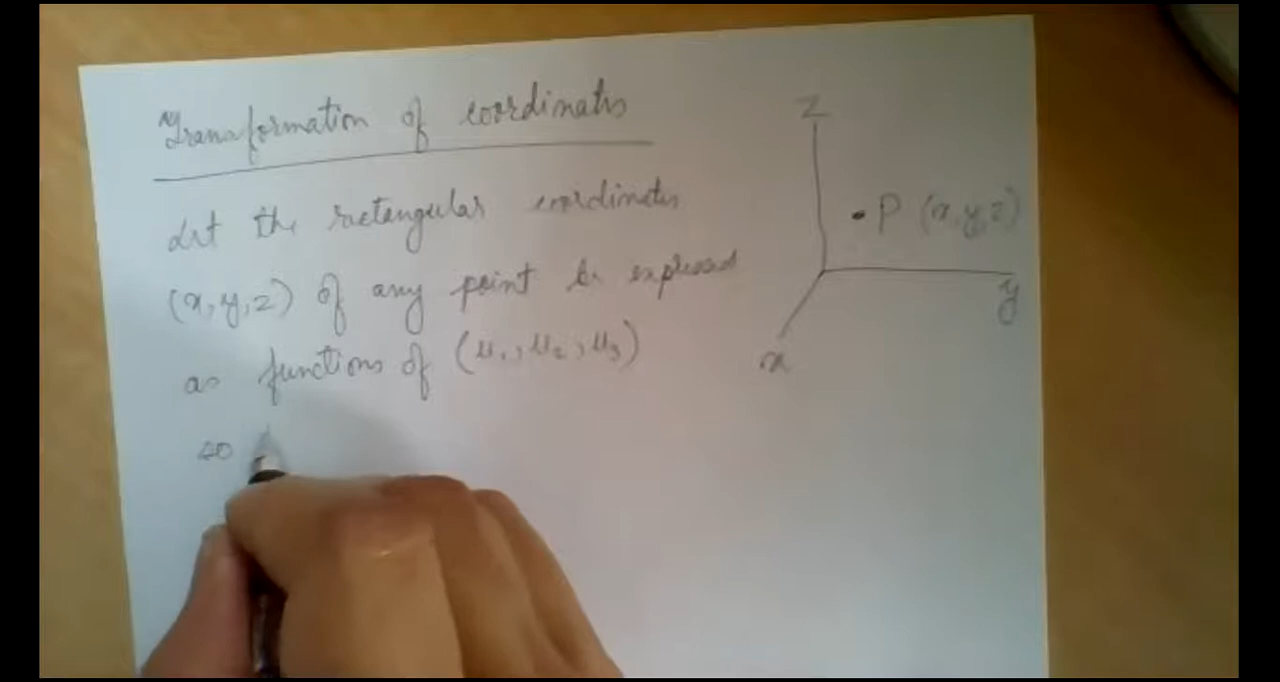 Transformation of coordinates
Let the rectangular coordinates
(x, y, z) of any point be expressed
as functions of (u₁, u₂, u₃)
so
z
P (x, y, z)
y
x